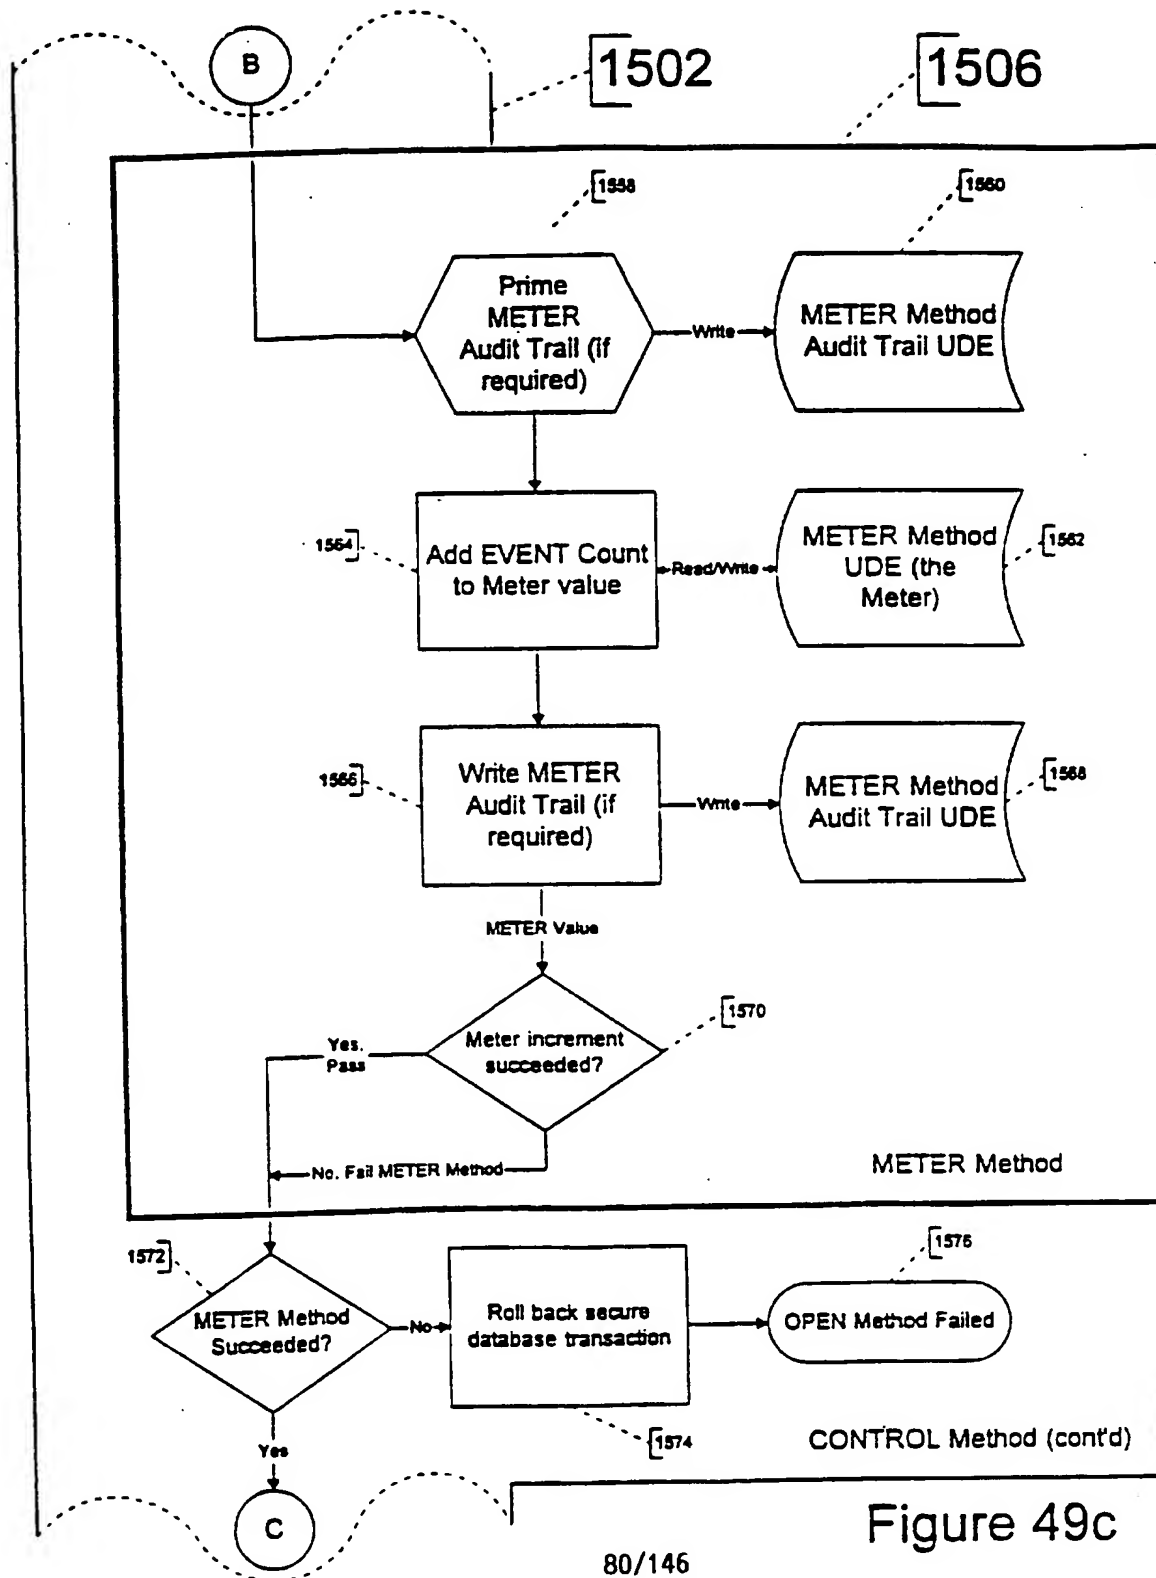 B
1502
1506
1558
1560
Prime
METER
Audit Trail (if
required)
Write
METER Method
Audit Trail UDE
1564
Add EVENT Count
to Meter value
Read/Write
METER Method
UDE (the
Meter)
1562
1566
Write METER
Audit Trail (if
required)
Write
METER Method
Audit Trail UDE
1568
METER Value
1570
Meter increment
succeeded?
Yes.
Pass
No. Fail METER Method
METER Method
1572
METER Method
Succeeded?
No
Roll back secure
database transaction
1576
OPEN Method Failed
1574
Yes
CONTROL Method (cont'd)
C
Figure 49c
80/146